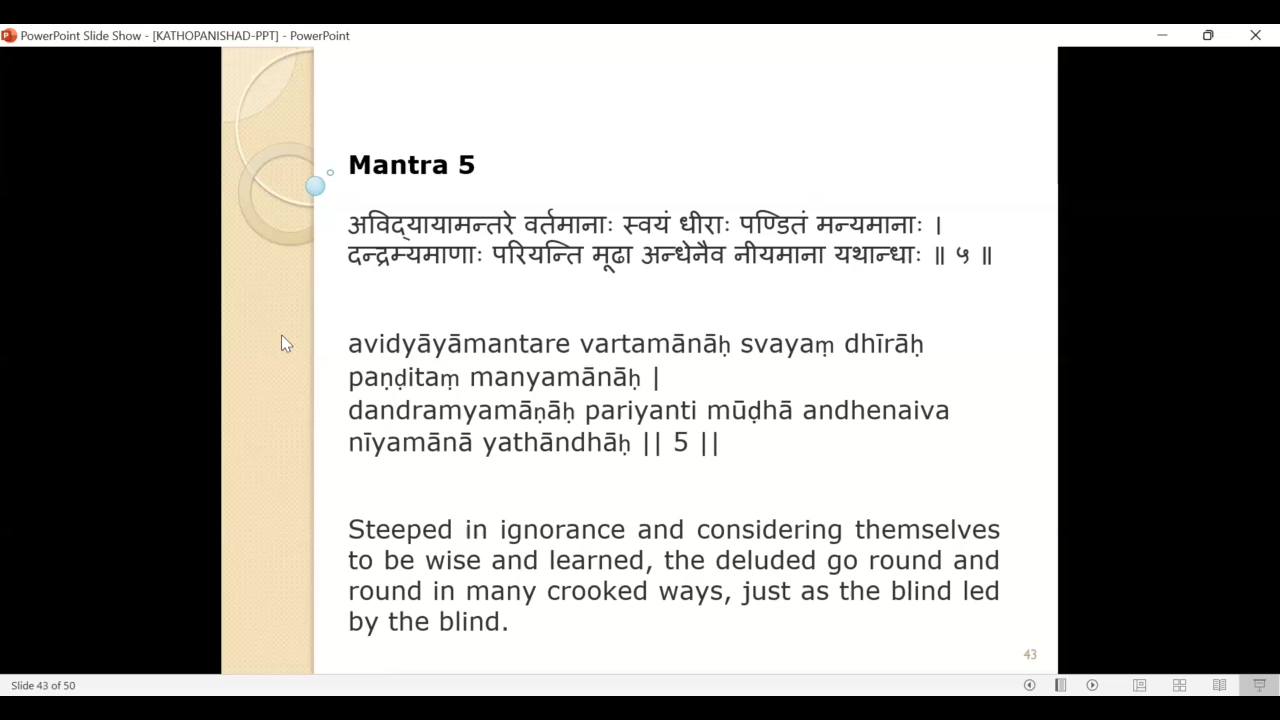 PowerPoint Slide Show - [KATHOPANISHAD-PPT] - PowerPoint
Mantra 5
अविद्यायामन्तरे वर्तमानाः स्वयं धीराः पण्डितं मन्यमानाः ।
दन्द्रम्यमाणाः परियन्ति मूढा अन्धेनैव नीयमाना यथान्धाः ॥ ५ ॥
avidyāyāmantare vartamānāḥ svayaṃ dhīrāḥ
paṇḍitaṃ manyamānāḥ |
dandramyamāṇāḥ pariyanti mūḍhā andhenaiva
nīyamānā yathāndhāḥ || 5 ||
Steeped in ignorance and considering themselves
to be wise and learned, the deluded go round and
round in many crooked ways, just as the blind led
by the blind.
43
Slide 43 of 50